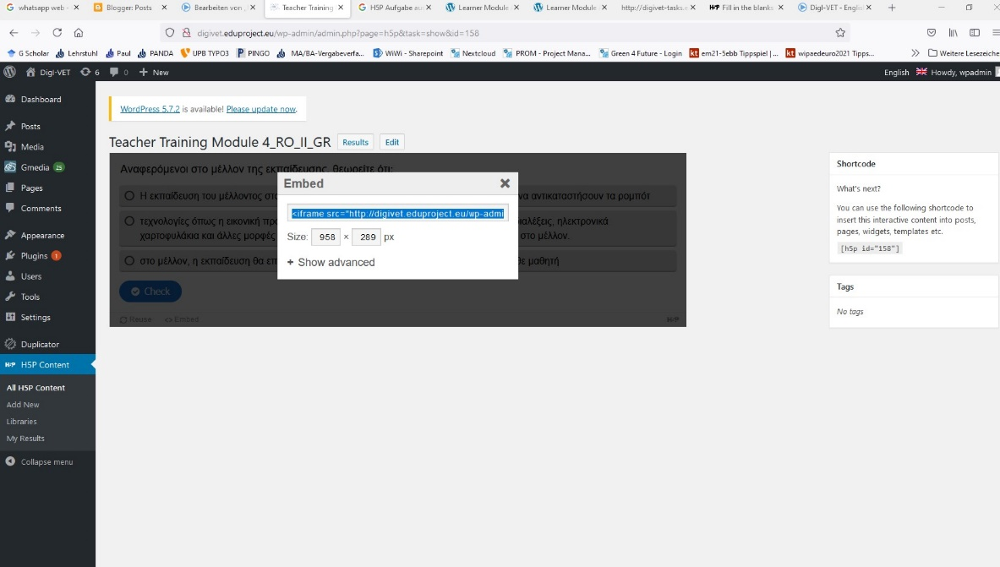 whatsapp web -
Blogger: Posts
Bearbeiten von
Teacher Training
H5P Aufgabe au
Learner Module
Learner Module
http://digivet-tasks.e
Fill in the blanks
DigI-VET - Englis
digivet.eduproject.eu/wp-admin/admin.php?page=h5p&task=show&id=158
G Scholar Lehrstuhl Paul PANDA UPB TYPO3 PINGO MA/BA-Vergabeverfa... WiWi - Sharepoint Nextcloud PROM - Project Mana... Green 4 Future - Login em21-5ebb Tippspiel |... wipaedeuro2021 Tipps... Weitere Lesezeiche
DigI-VET 6 0 + New English Howdy, wpadmin
Dashboard
Posts
Media
Gmedia 25
Pages
Comments
Appearance
Plugins 1
Users
Tools
Settings
Duplicator
H5P H5P Content
All H5P Content
Add New
Libraries
My Results
Collapse menu
WordPress 5.7.2 is available! Please update now.
Teacher Training Module 4_RO_II_GR Results Edit
Αναφερόμενοι στο μέλλον της εκπαίδευσης, θεωρείτε ότι:
Η εκπαίδευση του μέλλοντος στο να αντικαταστήσουν τα ρομπότ
τεχνολογίες όπως η εικονική πρα ιαλέξεις, ηλεκτρονικά
χαρτοφυλάκια και άλλες μορφές στο μέλλον.
στο μέλλον, η εκπαίδευση θα επ θε μαθητή
Check
Reuse <> Embed H5P
Embed
<iframe src="http://digivet.eduproject.eu/wp-admi
Size: 958 × 289 px
+ Show advanced
Shortcode
What's next?
You can use the following shortcode to
insert this interactive content into posts,
pages, widgets, templates etc.
[h5p id="158"]
Tags
No tags